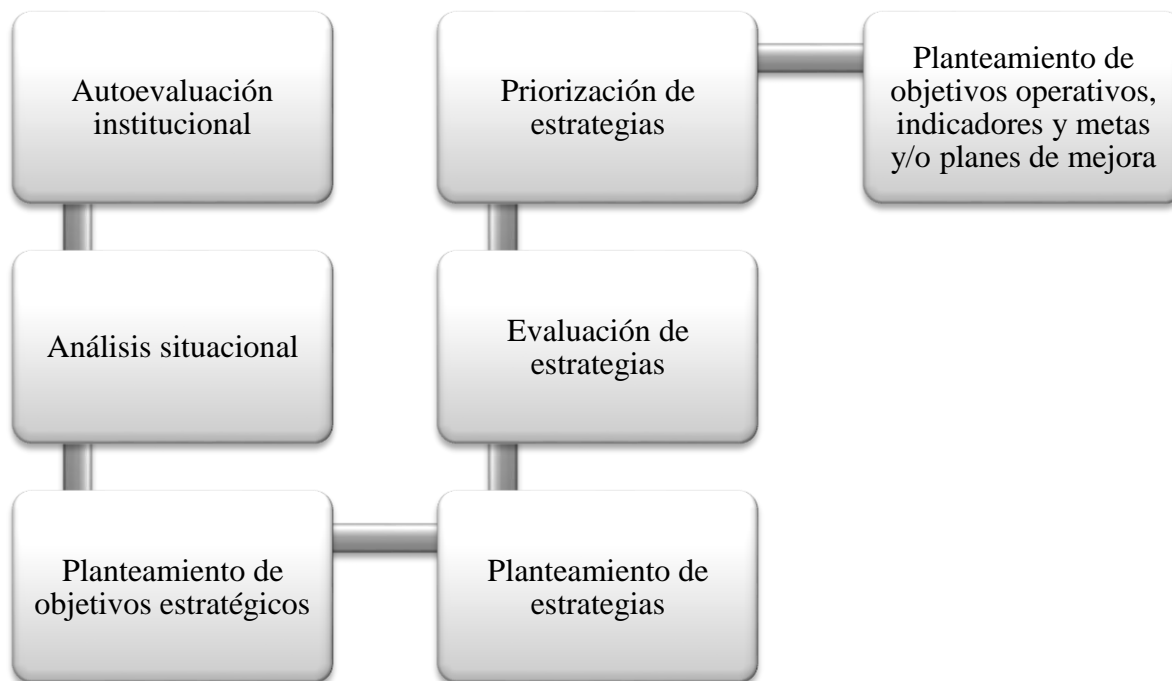 Autoevaluación
institucional
Análisis situacional
Planteamiento de
objetivos estratégicos
Planteamiento de
estrategias
Evaluación de
estrategias
Priorización de
estrategias
Planteamiento de
objetivos operativos,
indicadores y metas
y/o planes de mejora